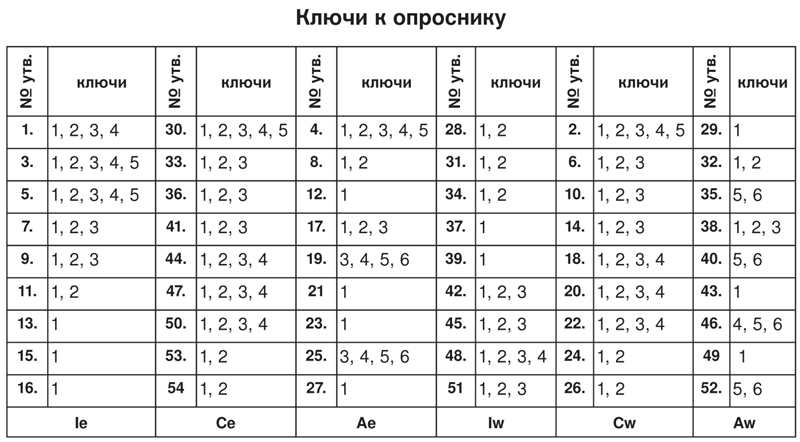 Ключи к опроснику
№ утв. ключи № утв. ключи № утв. ключи № утв. ключи № утв. ключи № утв. ключи
1. 1, 2, 3, 4 30. 1, 2, 3, 4, 5 4. 1, 2, 3, 4, 5 28. 1, 2 2. 1, 2, 3, 4, 5 29. 1
3. 1, 2, 3, 4, 5 33. 1, 2, 3 8. 1, 2 31. 1, 2 6. 1, 2, 3 32. 1, 2
5. 1, 2, 3, 4, 5 36. 1, 2, 3 12. 1 34. 1, 2 10. 1, 2, 3 35. 5, 6
7. 1, 2, 3 41. 1, 2, 3 17. 1, 2, 3 37. 1 14. 1, 2, 3 38. 1, 2, 3
9. 1, 2, 3 44. 1, 2, 3, 4 19. 3, 4, 5, 6 39. 1 18. 1, 2, 3, 4 40. 5, 6
11. 1, 2 47. 1, 2, 3, 4 21 1 42. 1, 2, 3 20. 1, 2, 3, 4 43. 1
13. 1 50. 1, 2, 3, 4 23. 1 45. 1, 2, 3 22. 1, 2, 3, 4 46. 4, 5, 6
15. 1 53. 1, 2 25. 3, 4, 5, 6 48. 1, 2, 3, 4 24. 1, 2 49 1
16. 1 54 1, 2 27. 1 51 1, 2, 3 26. 1, 2 52. 5, 6
Ie Ce Ae Iw Cw Aw